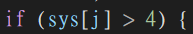 if (sys[j] > 4) {